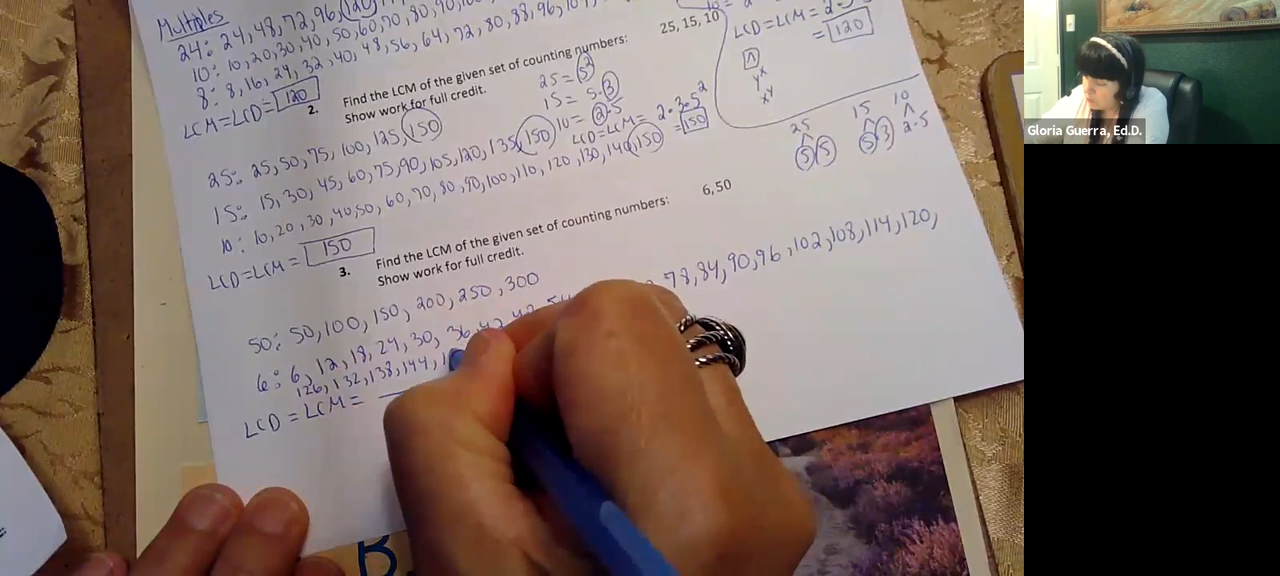 Multiples
24: 24, 48, 72, 96, 120
10: 10, 20, 30, 40, 50, 60, 70, 80, 90, 100
8: 8, 16, 24, 32, 40, 48, 56, 64, 72, 80, 88, 96,
LCM = LCD = 120
LCD = LCM =
= 120
2. Find the LCM of the given set of counting numbers: 25, 15, 10
Show work for full credit.
25 = 5²
15 = 5·3
10 = 2·5
LCD = LCM = 2·3·5²
= 150
25 15 10
5 5 5 3 2·5
25: 25, 50, 75, 100, 125, 150
15: 15, 30, 45, 60, 75, 90, 105, 120, 135, 150
10: 10, 20, 30, 40, 50, 60, 70, 80, 90, 100, 110, 120, 130, 140, 150
LCD = LCM = 150
3. Find the LCM of the given set of counting numbers: 6, 50
Show work for full credit.
50: 50, 100, 150, 200, 250, 300
6: 6, 12, 18, 24, 30, 36, 78, 84, 90, 96, 102, 108, 114, 120,
126, 132, 138, 144,
LCD = LCM =
B
Gloria Guerra, Ed.D.